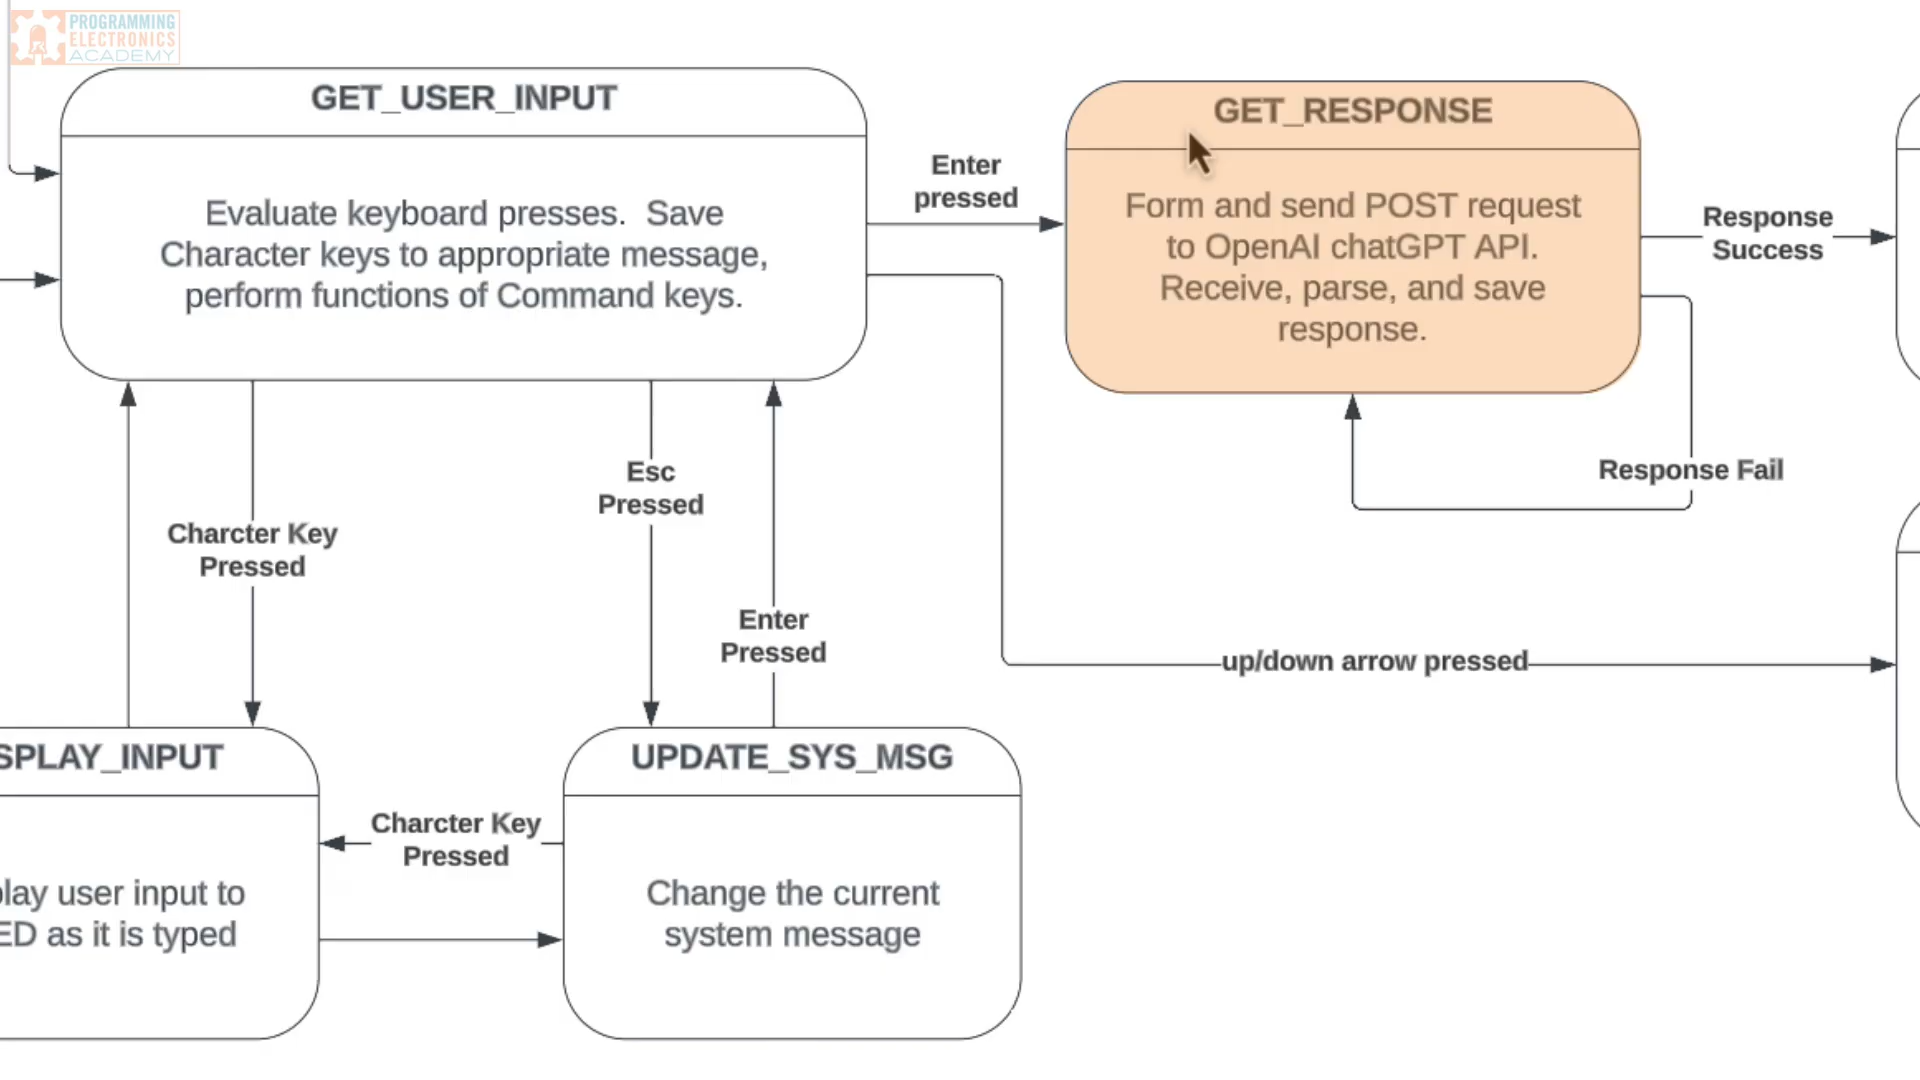 PROGRAMMING
ELECTRONICS
ACADEMY
GET_USER_INPUT
Evaluate keyboard presses.  Save
Character keys to appropriate message,
perform functions of Command keys.
Enter
pressed
GET_RESPONSE
Form and send POST request
to OpenAI chatGPT API.
Receive, parse, and save
response.
Response
Success
Response Fail
Charcter Key
Pressed
Esc
Pressed
Enter
Pressed
up/down arrow pressed
SPLAY_INPUT
play user input to
ED as it is typed
Charcter Key
Pressed
UPDATE_SYS_MSG
Change the current
system message